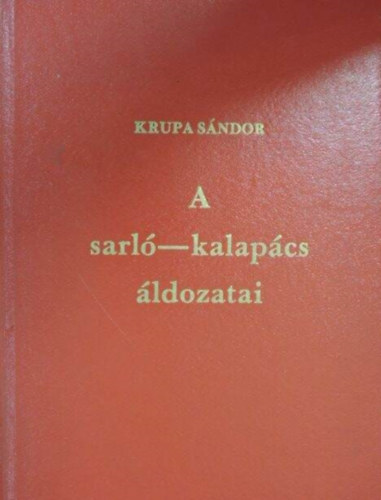 KRUPA SÁNDOR
A
sarló—kalapács
áldozatai